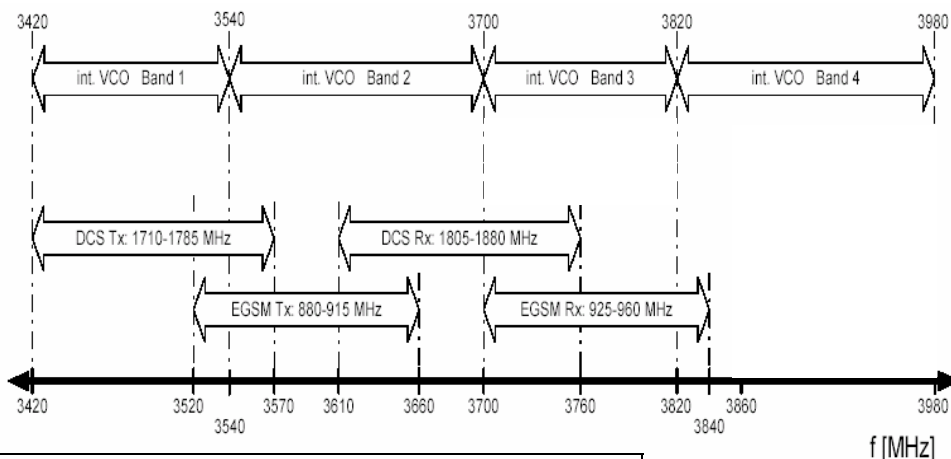 3420 3540 3700 3820 3980
int. VCO Band 1 int. VCO Band 2 int. VCO Band 3 int. VCO Band 4
DCS Tx: 1710-1785 MHz DCS Rx: 1805-1880 MHz
EGSM Tx: 880-915 MHz EGSM Rx: 925-960 MHz
3420 3520 3570 3610 3660 3700 3760 3820 3860 3980
3540 3840
f [MHz]